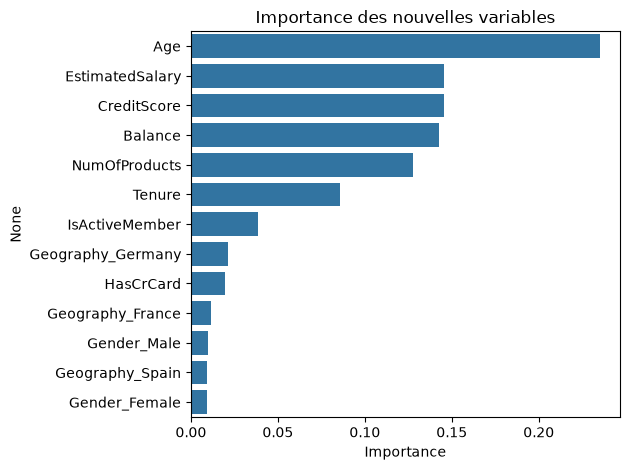 Importance des nouvelles variables
Age
EstimatedSalary
CreditScore
Balance
NumOfProducts
Tenure
IsActiveMember
Geography_Germany
HasCrCard
Geography_France
Gender_Male
Geography_Spain
Gender_Female
None
0.00 0.05 0.10 0.15 0.20
Importance